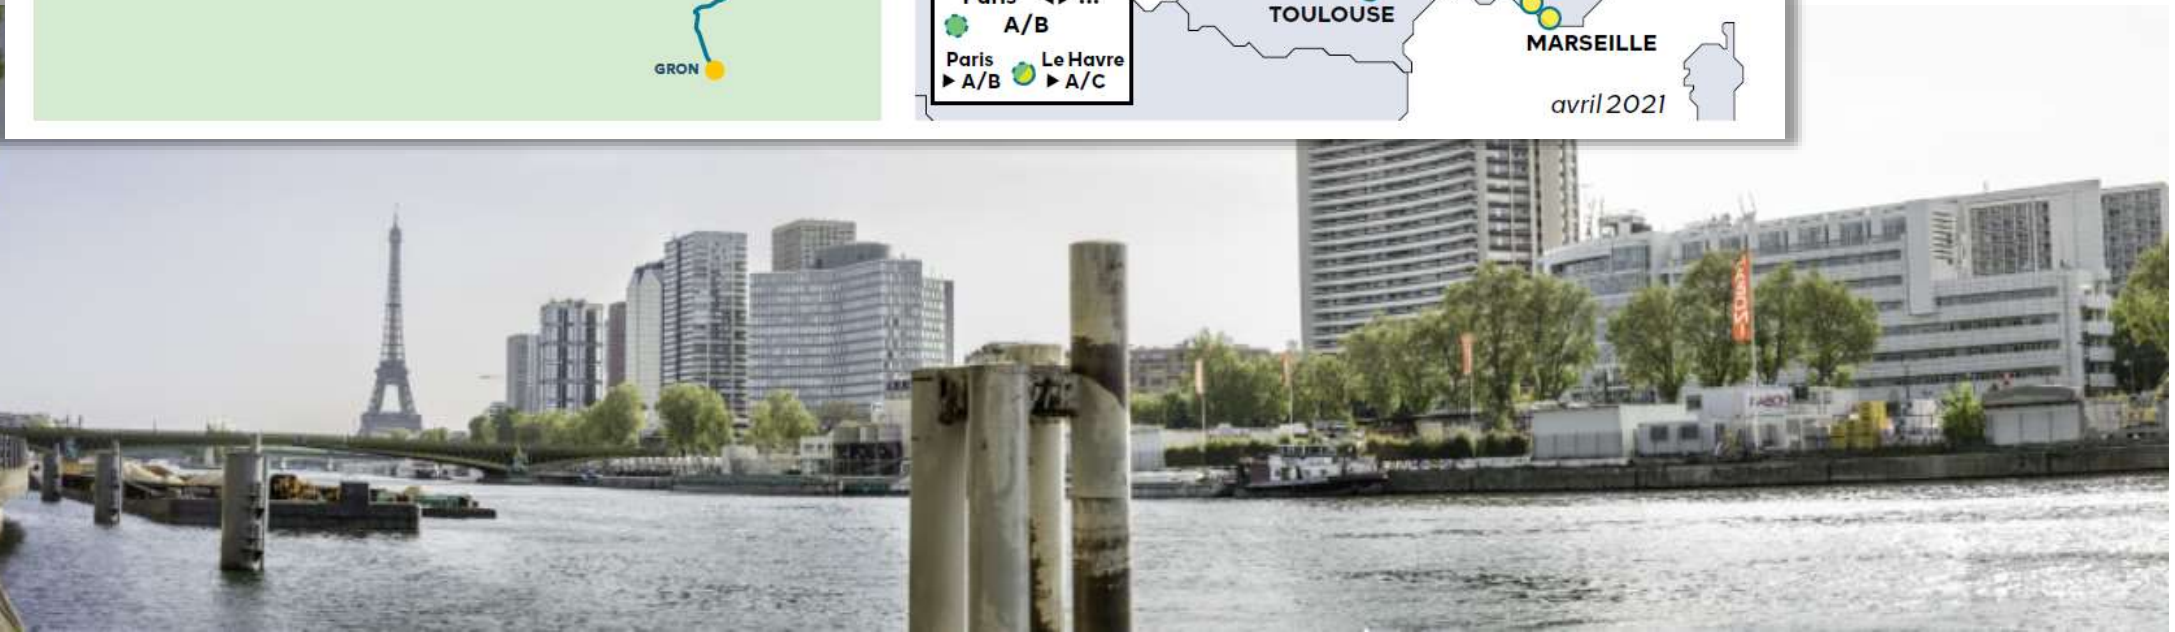 GRON
A/B
Paris
▶ A/B
Le Havre
▶ A/C
TOULOUSE
MARSEILLE
avril 2021